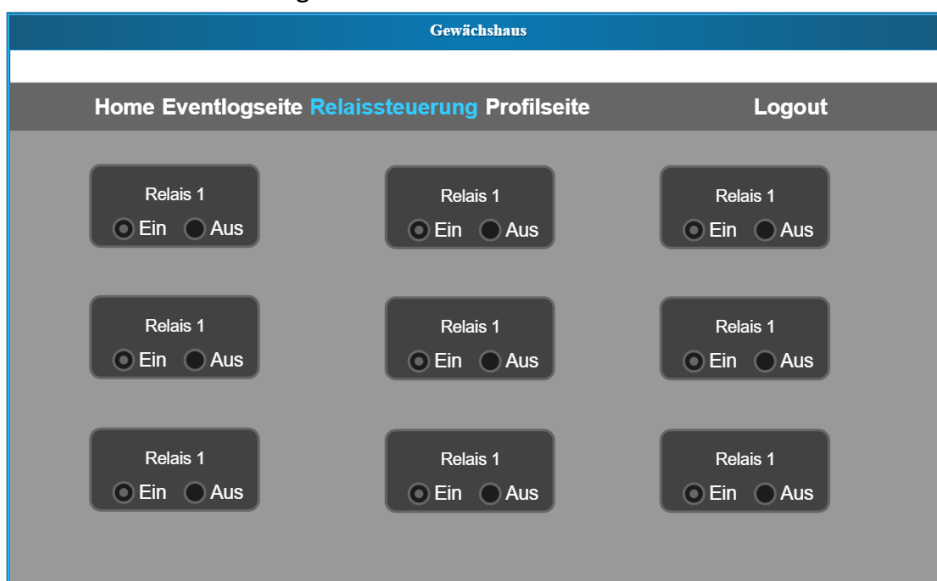 Gewächshaus
Home Eventlogseite Relaissteuerung Profilseite Logout
Relais 1 Relais 1 Relais 1
Ein Aus Ein Aus Ein Aus
Relais 1 Relais 1 Relais 1
Ein Aus Ein Aus Ein Aus
Relais 1 Relais 1 Relais 1
Ein Aus Ein Aus Ein Aus